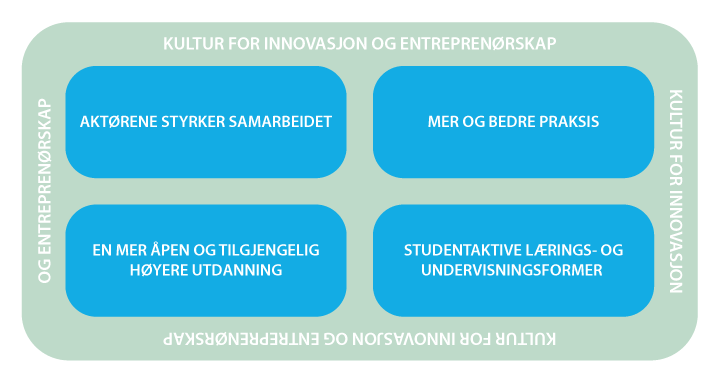 KULTUR FOR INNOVASJON OG ENTREPRENØRSKAP
AKTØRENE STYRKER SAMARBEIDET
MER OG BEDRE PRAKSIS
KULTUR FOR INNOVASJON
OG ENTREPRENØRSKAP
EN MER ÅPEN OG TILGJENGELIG
HØYERE UTDANNING
STUDENTAKTIVE LÆRINGS- OG
UNDERVISNINGSFORMER
KULTUR FOR INNOVASJON OG ENTREPRENØRSKAP